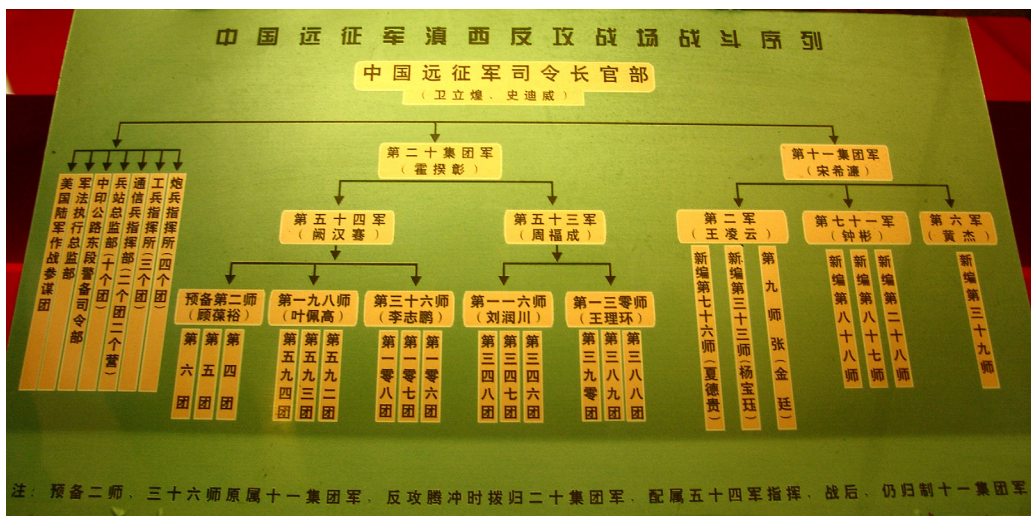 中国远征军滇西反攻战场战斗序列
中国远征军司令长官部
（卫立煌、史迪威）
第二十集团军
（霍揆彰）
第十一集团军
（宋希濂）
美国陆军作战参谋团
军法执行总监部
中印公路东段警备司令部
兵站总监部（十个团）
通信兵指挥部（二个团二个营）
工兵指挥所（三个团）
炮兵指挥所（四个团）
第五十四军
（阙汉骞）
第五十三军
（周福成）
第二军
（王凌云）
第七十一军
（钟彬）
第六军
（黄杰）
预备第二师
（顾葆裕）
第一九八师
（叶佩高）
第三十六师
（李志鹏）
第一一六师
（刘润川）
第一三零师
（王理环）
第六团
第五团
第四团
第五九四团
第五九三团
第五九二团
第一零八团
第一零七团
第一零六团
第三四八团
第三四七团
第三四六团
第三九零团
第三八九团
第三八八团
新编第七十六师（夏德贵）
新编第三十三师（杨宝珏）
第九师张（金廷）
新编第八十八师
新编第八十七师
新编第二十八师
新编第三十九师
注：预备二师、三十六师原属十一集团军、反攻腾冲时拨归二十集团军、配属五十四军指挥、战后、仍归制十一集团军